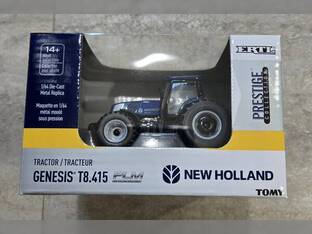 14+
ERTL
1/64 Die-Cast
Metal Replica
Maquette en 1/64
métal moulé
sous pression
PRESTIGE
COLLECTION
TRACTOR / TRACTEUR
GENESIS® T8.415
PLM
NEW HOLLAND
TOMY